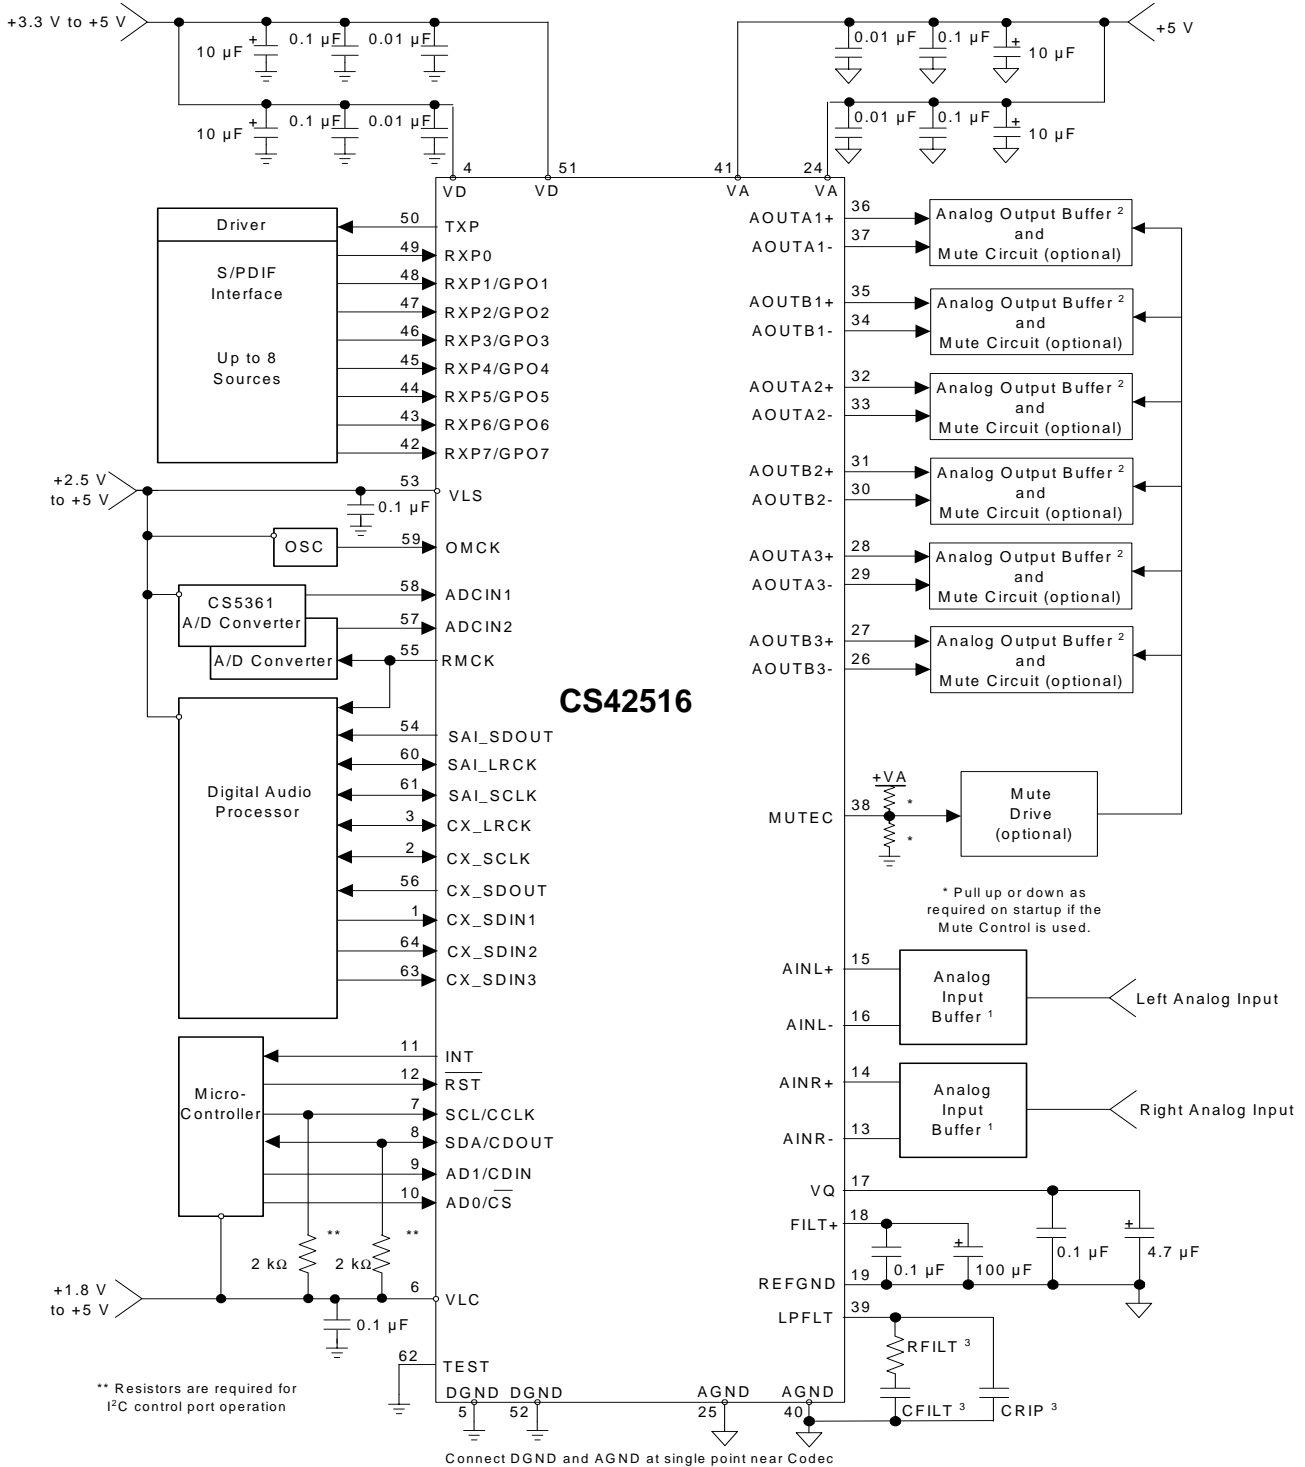 +3.3 V to +5 V
10 µF
+
0.1 µF
0.01 µF
10 µF
+
0.1 µF
0.01 µF
4
VD
51
VD
+5 V
0.01 µF
0.1 µF
+
10 µF
0.01 µF
0.1 µF
+
10 µF
41
VA
24
VA
Driver
S/PDIF
Interface
Up to 8
Sources
50
TXP
49
RXP0
48
RXP1/GPO1
47
RXP2/GPO2
46
RXP3/GPO3
45
RXP4/GPO4
44
RXP5/GPO5
43
RXP6/GPO6
42
RXP7/GPO7
+2.5 V
to +5 V
53
VLS
0.1 µF
OSC
59
OMCK
CS5361
A/D Converter
58
ADCIN1
57
ADCIN2
A/D Converter
55
RMCK
CS42516
Digital Audio
Processor
54
SAI_SDOUT
60
SAI_LRCK
61
SAI_SCLK
3
CX_LRCK
2
CX_SCLK
56
CX_SDOUT
1
CX_SDIN1
64
CX_SDIN2
63
CX_SDIN3
Micro-
Controller
11
INT
12
RST
7
SCL/CCLK
8
SDA/CDOUT
9
AD1/CDIN
10
AD0/CS
2 kΩ
**
2 kΩ
**
+1.8 V
to +5 V
6
VLC
0.1 µF
62
TEST
** Resistors are required for
I²C control port operation
DGND
5
DGND
52
AGND
25
AGND
40
Connect DGND and AGND at single point near Codec
AOUTA1+
36
AOUTA1-
37
Analog Output Buffer ²
and
Mute Circuit (optional)
AOUTB1+
35
AOUTB1-
34
Analog Output Buffer ²
and
Mute Circuit (optional)
AOUTA2+
32
AOUTA2-
33
Analog Output Buffer ²
and
Mute Circuit (optional)
AOUTB2+
31
AOUTB2-
30
Analog Output Buffer ²
and
Mute Circuit (optional)
AOUTA3+
28
AOUTA3-
29
Analog Output Buffer ²
and
Mute Circuit (optional)
AOUTB3+
27
AOUTB3-
26
Analog Output Buffer ²
and
Mute Circuit (optional)
MUTEC
38
+VA
*
*
Mute
Drive
(optional)
* Pull up or down as
required on startup if the
Mute Control is used.
AINL+
15
AINL-
16
Analog
Input
Buffer ¹
Left Analog Input
AINR+
14
AINR-
13
Analog
Input
Buffer ¹
Right Analog Input
VQ
17
FILT+
18
0.1 µF
+
100 µF
0.1 µF
+
4.7 µF
REFGND
19
LPFLT
39
RFILT ³
CFILT ³
CRIP ³